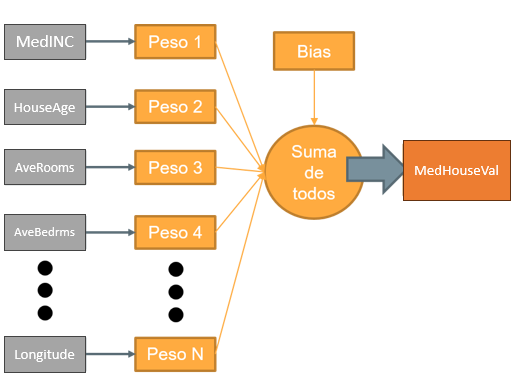 MedINC
Peso 1
Bias
HouseAge
Peso 2
AveRooms
Peso 3
Suma
de
todos
MedHouseVal
AveBedrms
Peso 4
Longitude
Peso N